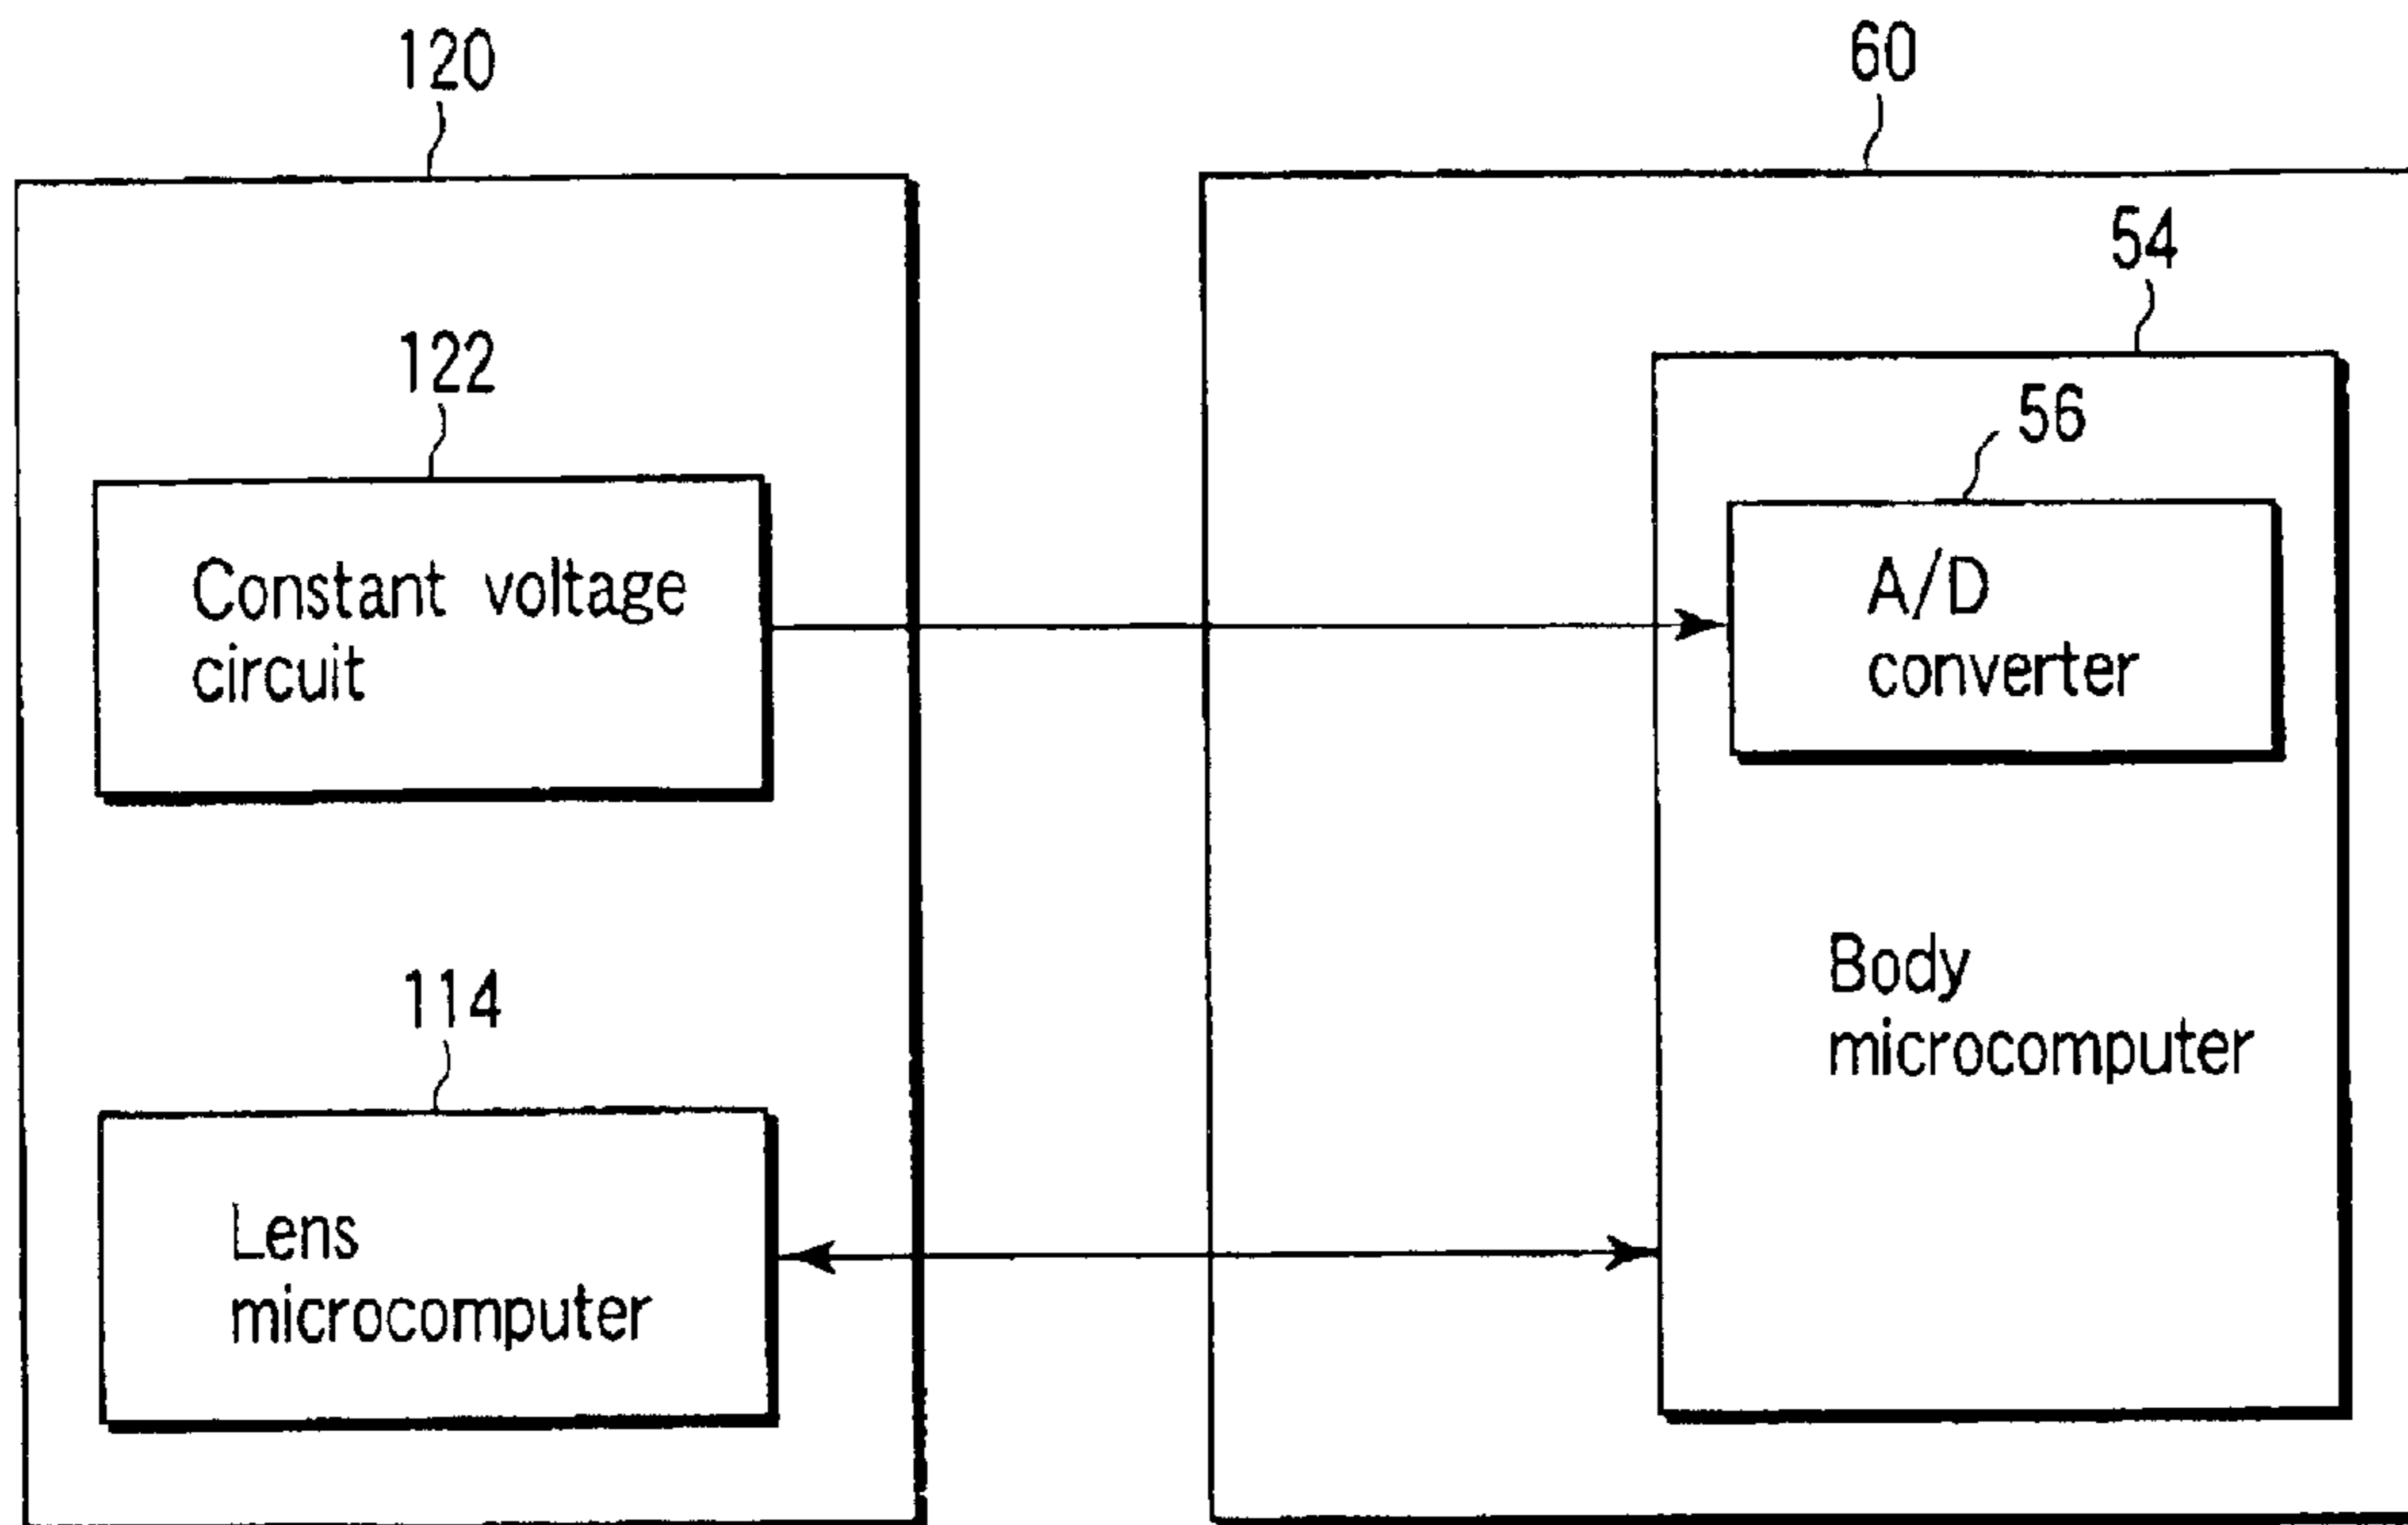 120
60
54
122
56
Constant voltage
circuit
A/D
converter
Body
microcomputer
114
Lens
microcomputer